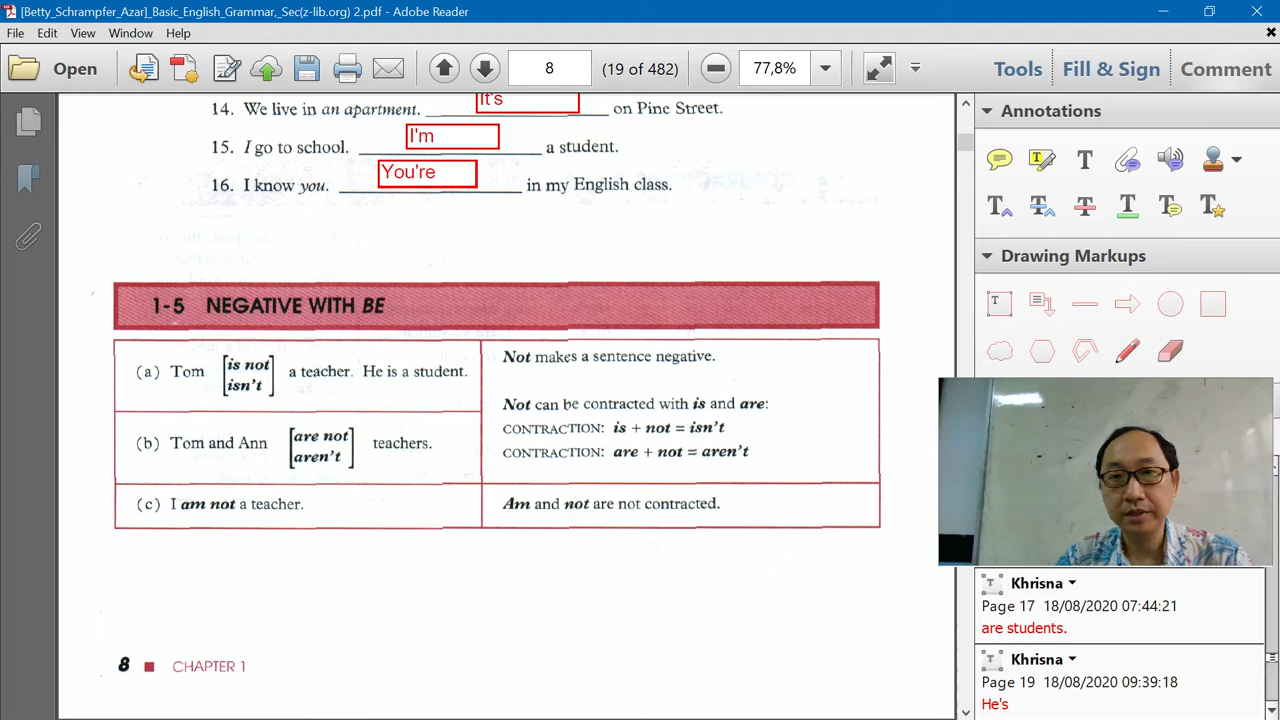 [Betty_Schrampfer_Azar]_Basic_English_Grammar,_Sec(z-lib.org) 2.pdf - Adobe Reader
File Edit View Window Help
Open 8 (19 of 482) 77,8% Tools Fill & Sign Comment
14. We live in an apartment. It's on Pine Street.
15. I go to school. I'm a student.
16. I know you. You're in my English class.
1-5 NEGATIVE WITH BE
(a) Tom [is not / isn't] a teacher. He is a student.
Not makes a sentence negative.
Not can be contracted with is and are:
CONTRACTION: is + not = isn't
CONTRACTION: are + not = aren't
(b) Tom and Ann [are not / aren't] teachers.
(c) I am not a teacher.
Am and not are not contracted.
8 ■ CHAPTER 1
Annotations
Drawing Markups
Khrisna
Page 17 18/08/2020 07:44:21
are students.
Khrisna
Page 19 18/08/2020 09:39:18
He's